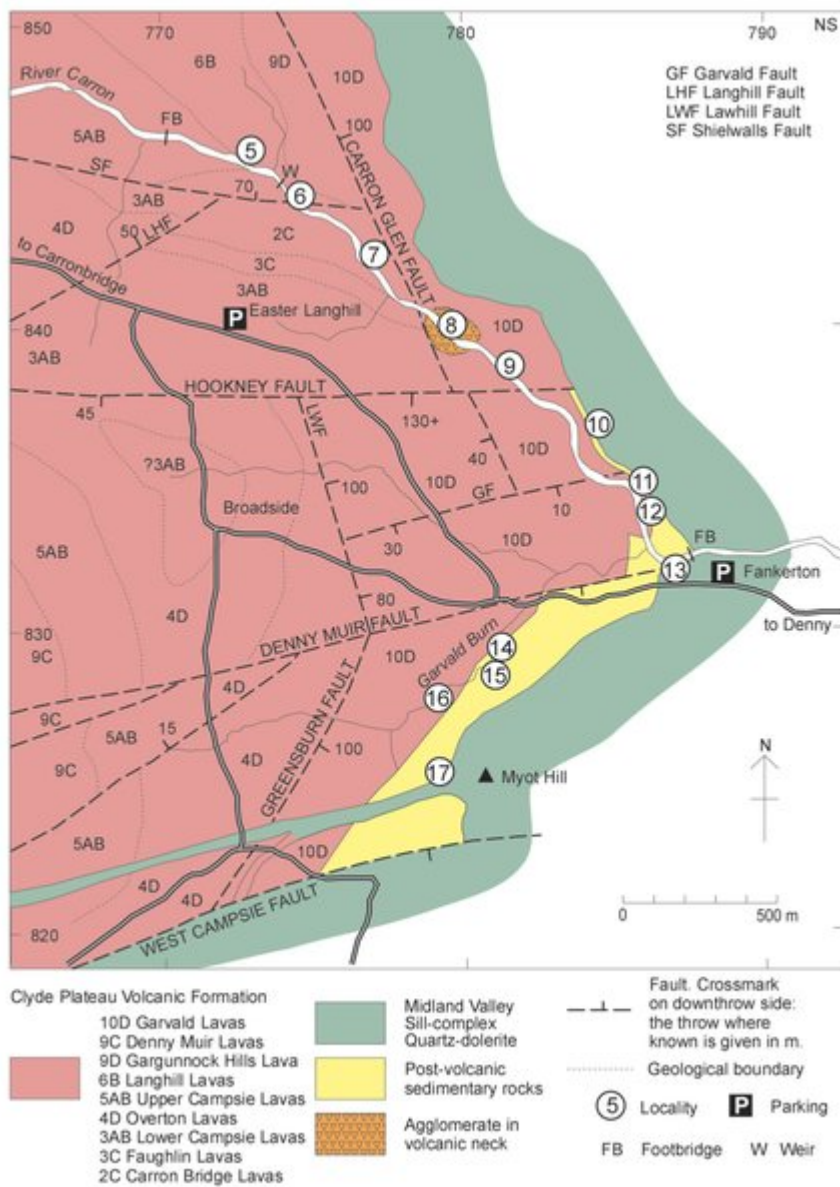 850
770
780
790
NS
6B
9D
10D
River Carron
GF Garvald Fault
LHF Langhill Fault
LWF Lawhill Fault
SF Shielwalls Fault
FB
100
5AB
5
W
CARRON GLEN FAULT
SF
70
6
3AB
4D
50
LHF
2C
7
to Carronbridge
3C
3AB
P
Easter Langhill
8
10D
840
3AB
9
HOOKNEY FAULT
45
LWF
130+
10
?3AB
40
10D
100
10D
11
GF
Broadside
10
12
5AB
30
10D
FB
P
Fankerton
13
80
4D
to Denny
830
DENNY MUIR FAULT
9C
10D
Garvald Burn
14
15
4D
16
9C
15
5AB
GREENSBURN FAULT
100
N
9C
4D
17
Myot Hill
5AB
10D
4D
4D
WEST CAMPSIE FAULT
0
500 m
820
Clyde Plateau Volcanic Formation
10D Garvald Lavas
9C Denny Muir Lavas
9D Gargunnock Hills Lava
6B Langhill Lavas
5AB Upper Campsie Lavas
4D Overton Lavas
3AB Lower Campsie Lavas
3C Faughlin Lavas
2C Carron Bridge Lavas
Midland Valley
Sill-complex
Quartz-dolerite
Post-volcanic
sedimentary rocks
Agglomerate in
volcanic neck
Fault. Crossmark
on downthrow side:
the throw where
known is given in m.
Geological boundary
5 Locality P Parking
FB Footbridge W Weir